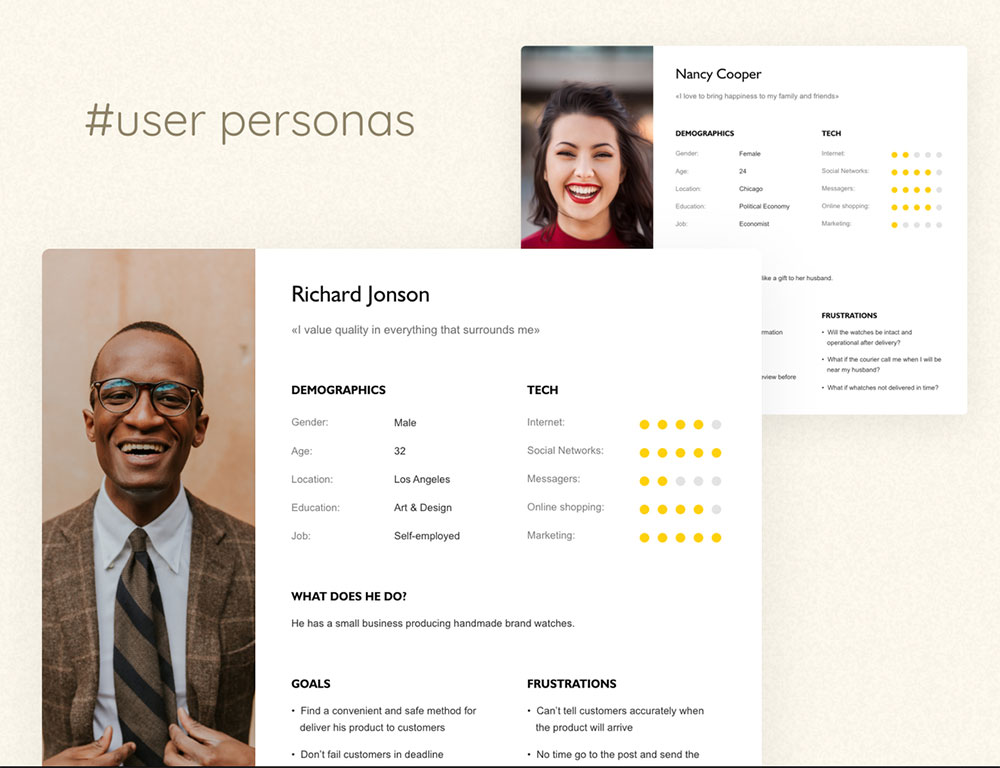 #user personas
Nancy Cooper
«I love to bring happiness to my family and friends»
DEMOGRAPHICS
Gender: Female
Age: 24
Location: Chicago
Education: Political Economy
Job: Economist
TECH
Internet:
Social Networks:
Messagers:
Online shopping:
Marketing:
like a gift to her husband.
rmation
eview before
FRUSTRATIONS
• Will the watches be intact and
operational after delivery?
• What if the courier call me when I will be
near my husband?
• What if whatches not delivered in time?
Richard Jonson
«I value quality in everything that surrounds me»
DEMOGRAPHICS
Gender: Male
Age: 32
Location: Los Angeles
Education: Art & Design
Job: Self-employed
TECH
Internet:
Social Networks:
Messagers:
Online shopping:
Marketing:
WHAT DOES HE DO?
He has a small business producing handmade brand watches.
GOALS
• Find a convenient and safe method for
deliver his product to customers
• Don’t fail customers in deadline
FRUSTRATIONS
• Can’t tell customers accurately when
the product will arrive
• No time go to the post and send the